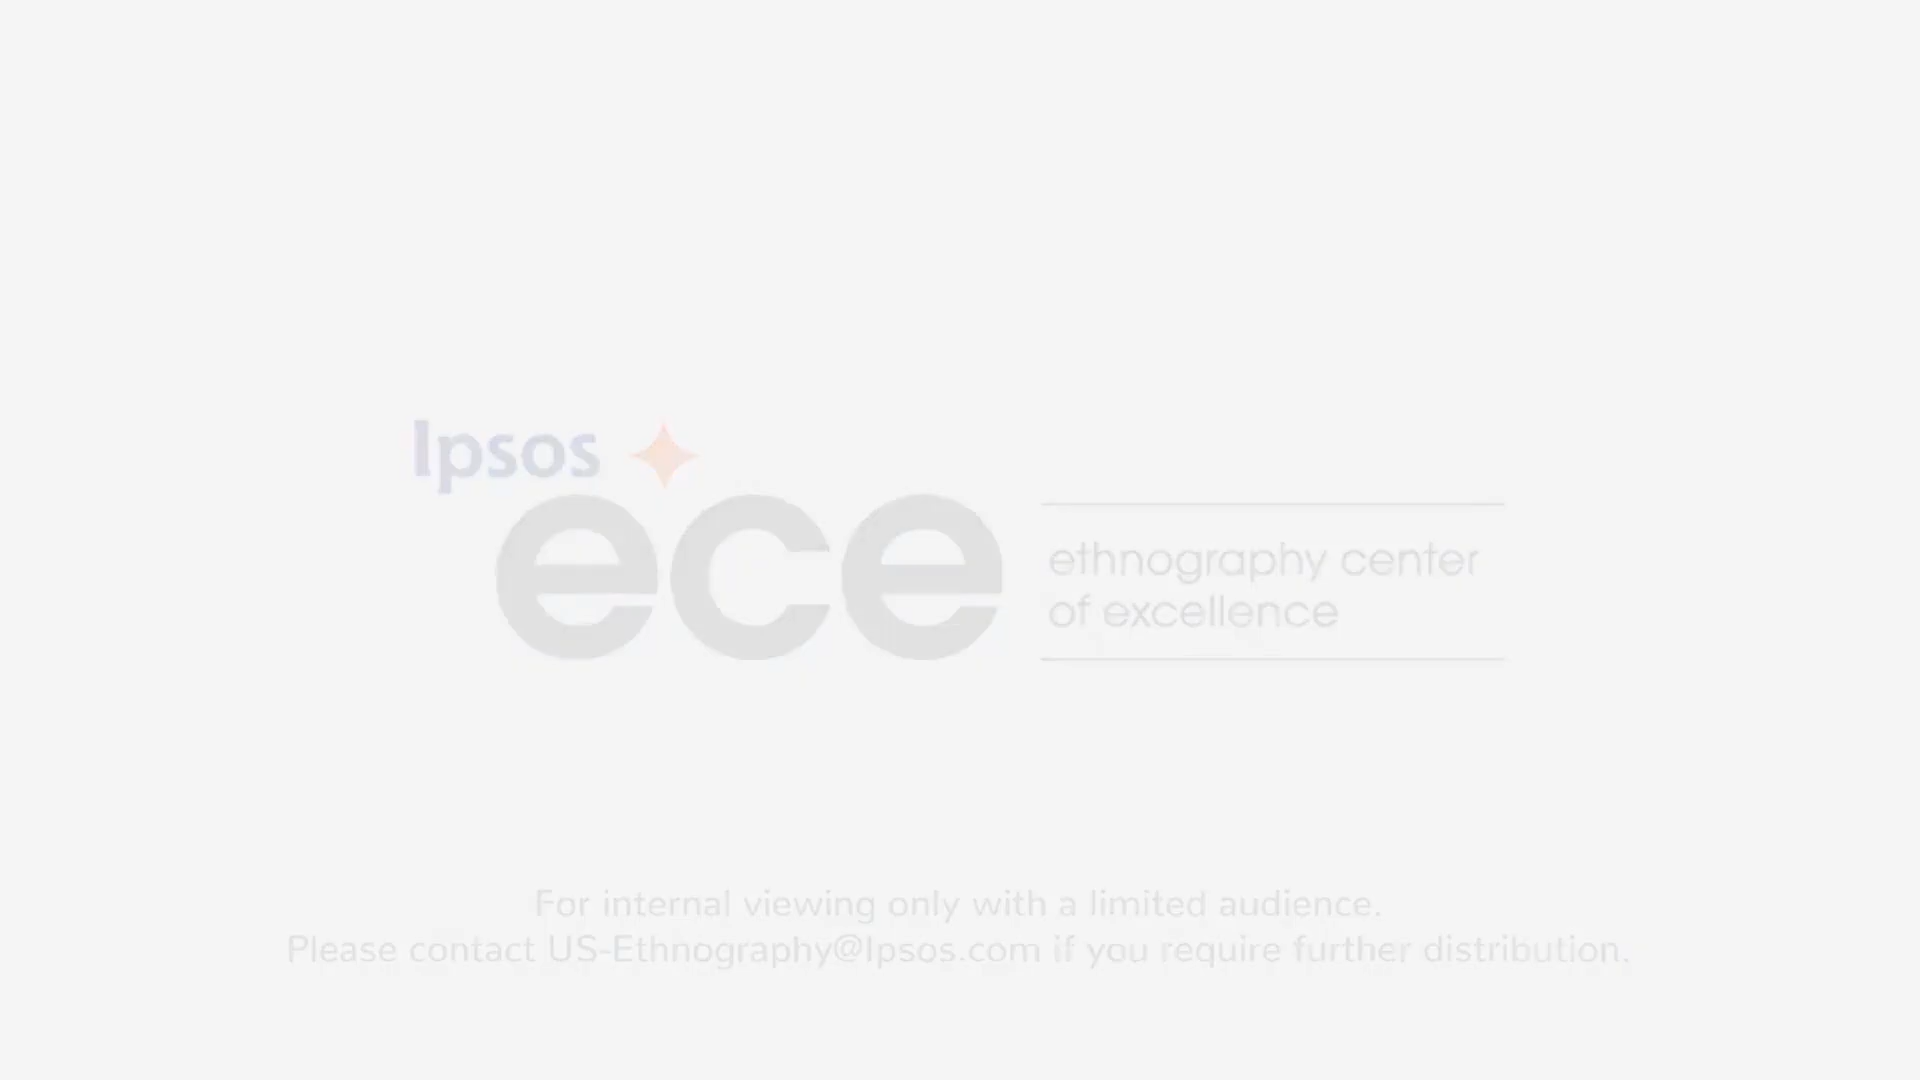 Ipsos
ece
ethnography center
of excellence
For internal viewing only with a limited audience.
Please contact US-Ethnography@Ipsos.com if you require further distribution.